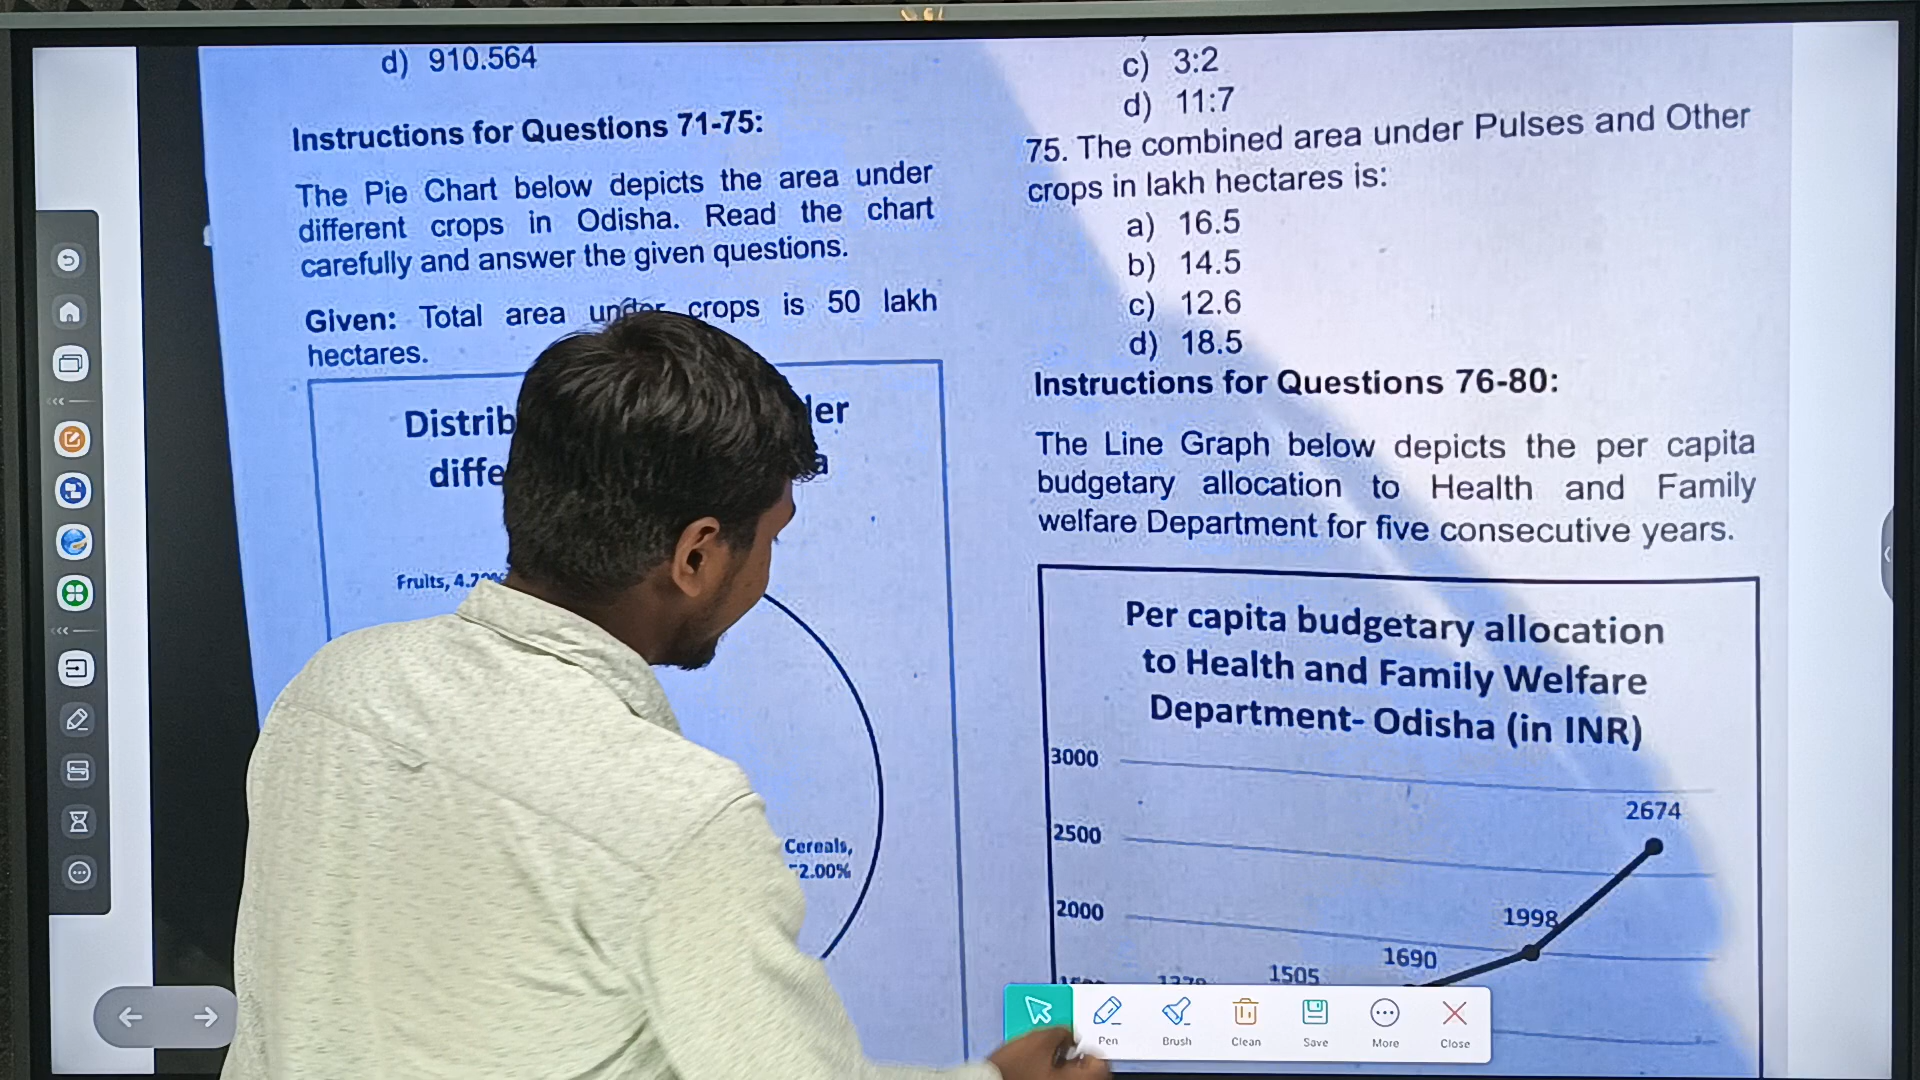 d) 910.564
Instructions for Questions 71-75:
The Pie Chart below depicts the area under
different crops in Odisha. Read the chart
carefully and answer the given questions.
Given: Total area under crops is 50 lakh
hectares.
Fruits,
Cereals,
2.00%
c) 3:2
d) 11:7
75. The combined area under Pulses and Other
crops in lakh hectares is:
a) 16.5
b) 14.5
c) 12.6
d) 18.5
Instructions for Questions 76-80:
The Line Graph below depicts the per capita
budgetary allocation to Health and Family
welfare Department for five consecutive years.
Per capita budgetary allocation
to Health and Family Welfare
Department- Odisha (in INR)
3000
2674
2500
2000
1998
1690
1505
Pen
Brush
Clean
Save
More
Close